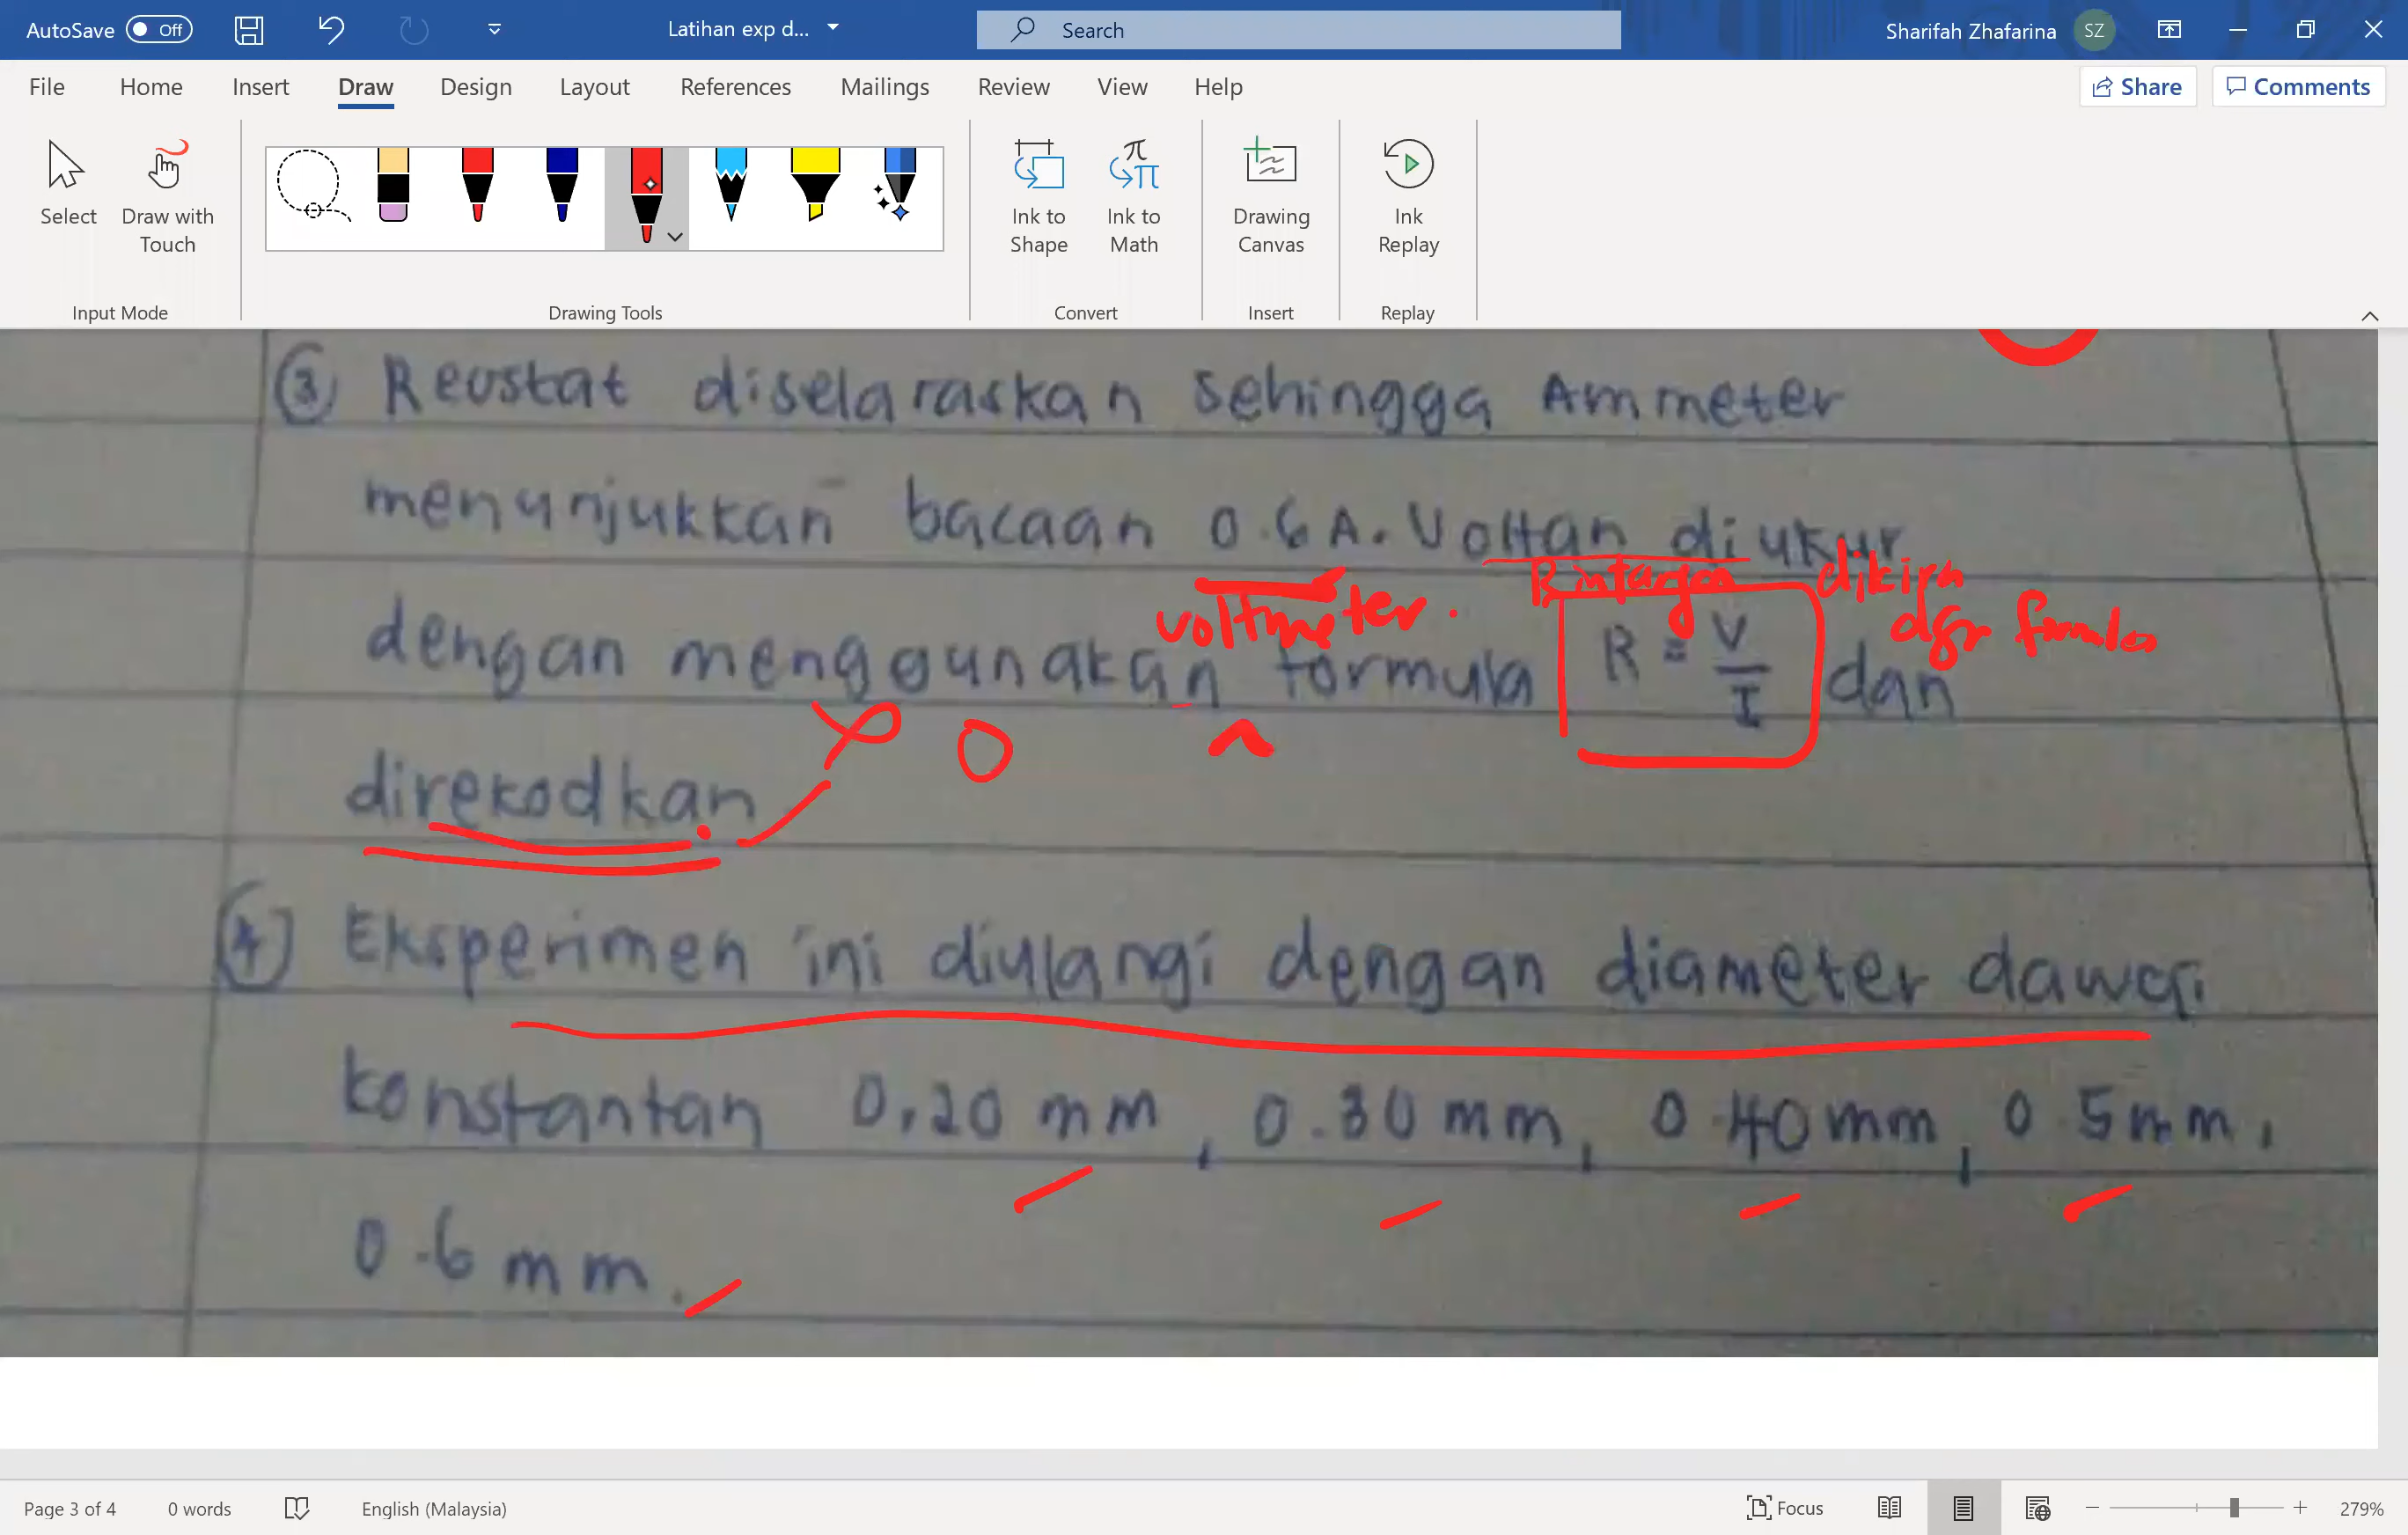 AutoSave Off Latihan exp d... Search Sharifah Zhafarina SZ
File Home Insert Draw Design Layout References Mailings Review View Help Share Comments
Select Draw with Touch Ink to Shape Ink to Math Drawing Canvas Ink Replay
Input Mode Drawing Tools Convert Insert Replay
3 Reostat diselaraskan sehingga Ammeter
menunjukkan bacaan 0.6 A. Voltan diukur
voltmeter. Rintangan dikira
dgn formula
dengan menggunakan formula R = V/I dan
direkodkan.
4 Eksperimen ini diulangi dengan diameter dawai
konstantan 0.20 mm, 0.30 mm, 0.40 mm, 0.5 mm,
0.6 mm.
Page 3 of 4 0 words English (Malaysia) Focus 279%